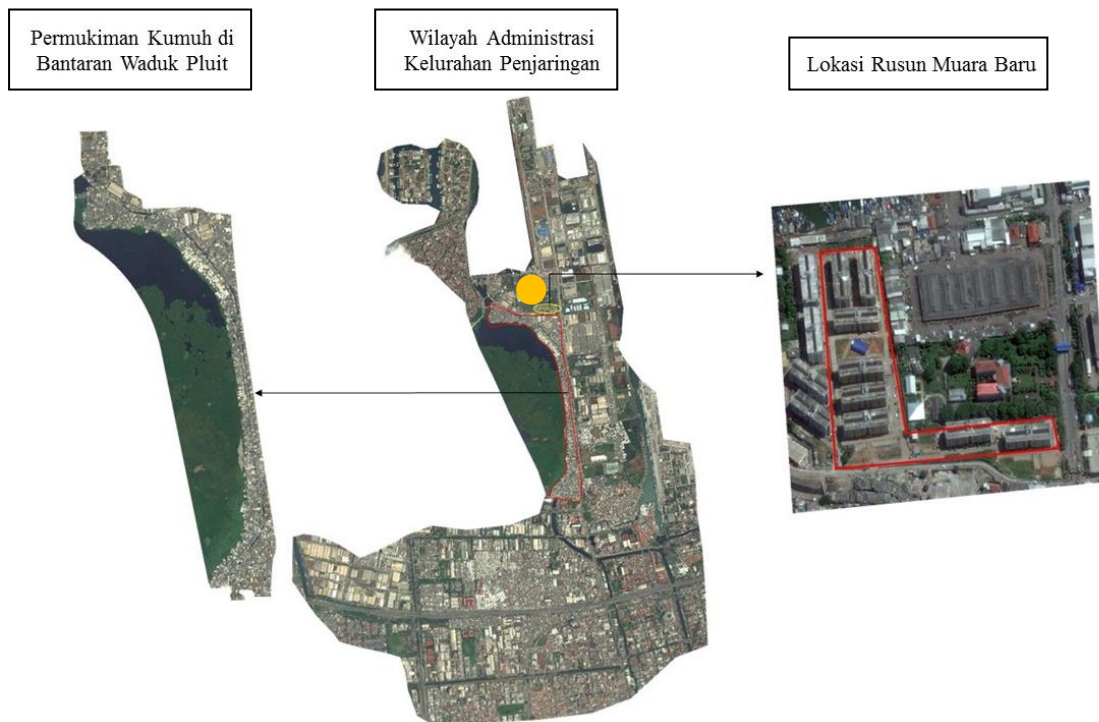 Permukiman Kumuh di
Bantaran Waduk Pluit
Wilayah Administrasi
Kelurahan Penjaringan
Lokasi Rusun Muara Baru